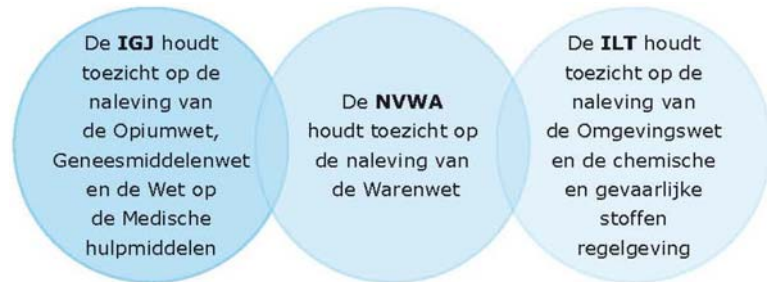 De IGJ houdt
toezicht op de
naleving van
de Opiumwet,
Geneesmiddelenwet
en de Wet op
de Medische
hulpmiddelen
De NVWA
houdt toezicht op
de naleving van
de Warenwet
De ILT houdt
toezicht op de
naleving van
de Omgevingswet
en de chemische
en gevaarlijke
stoffen
regelgeving